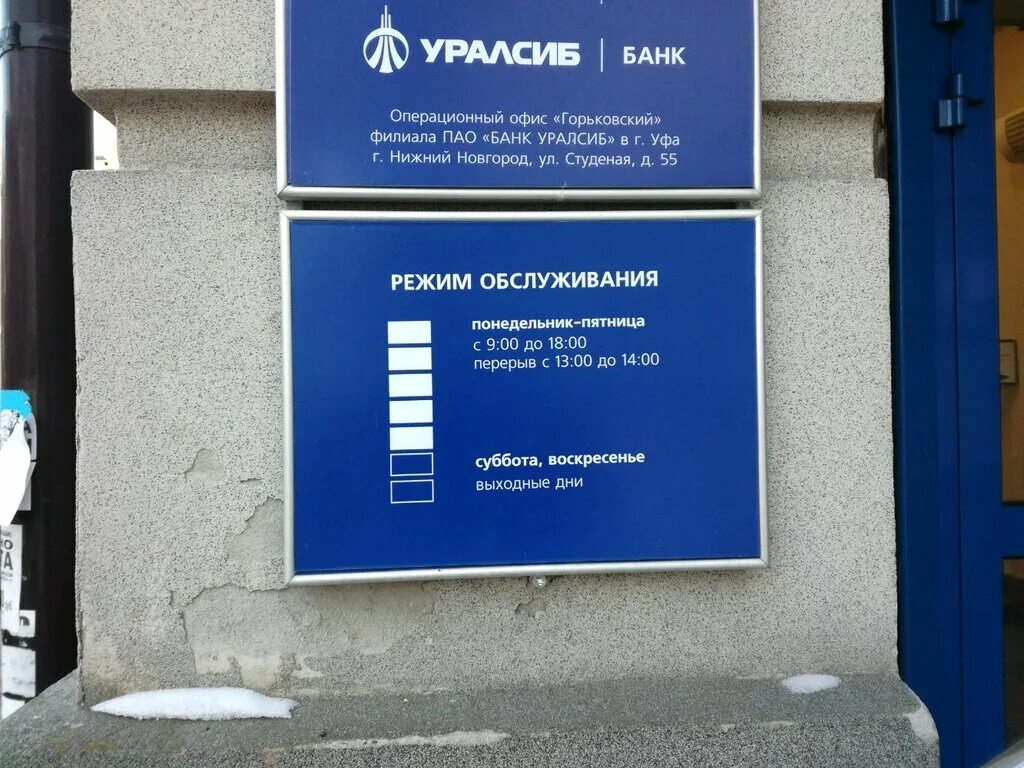 УРАЛСИБ | БАНК
Операционный офис «Горьковский»
филиала ПАО «БАНК УРАЛСИБ» в г. Уфа
г. Нижний Новгород, ул. Студеная, д. 55
РЕЖИМ ОБСЛУЖИВАНИЯ
понедельник-пятница
с 9:00 до 18:00
перерыв с 13:00 до 14:00
суббота, воскресенье
выходные дни